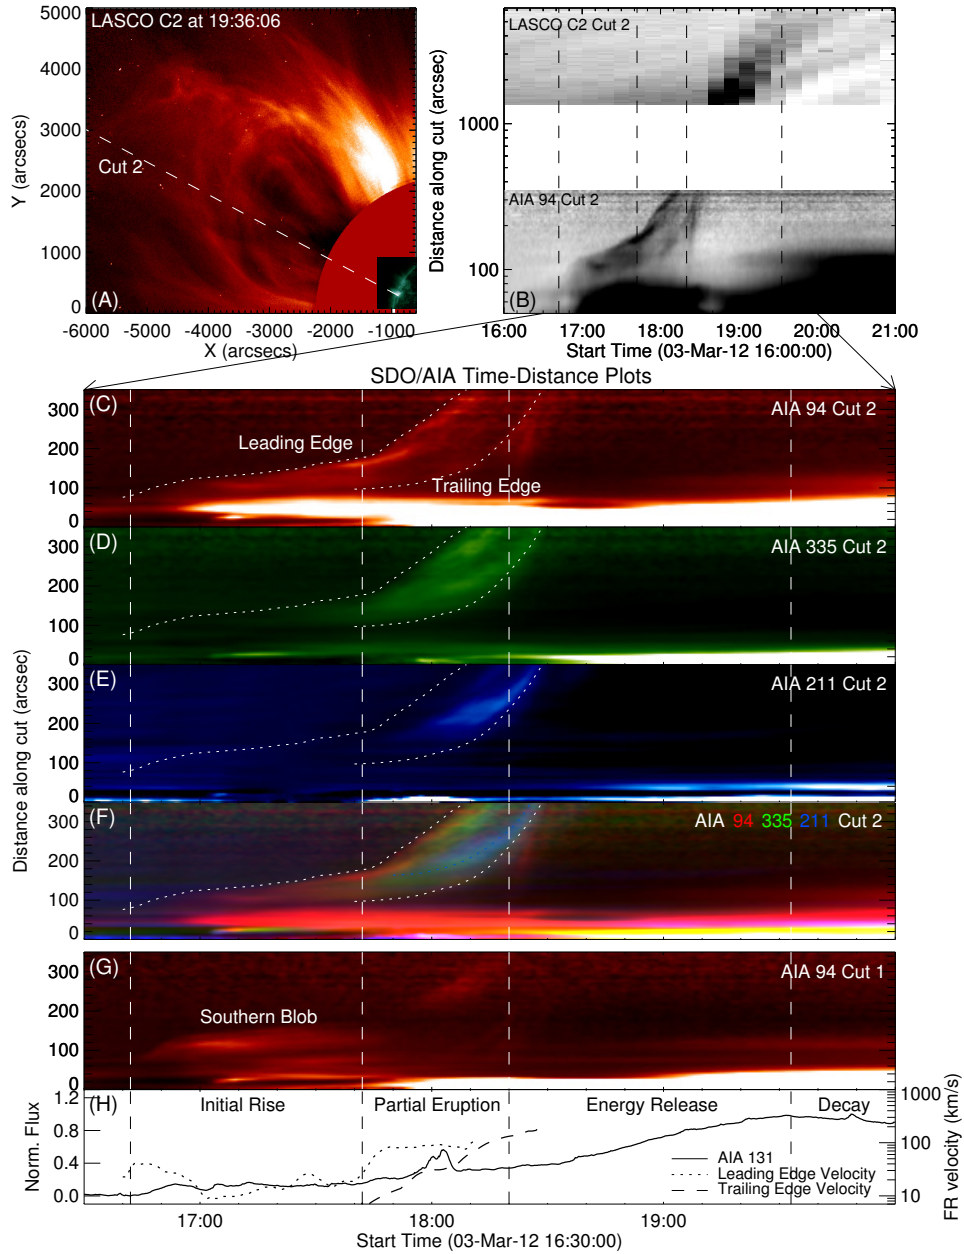 LASCO C2 at 19:36:06
5000
4000
3000
2000
1000
0
Y (arcsecs)
Cut 2
(A)
-6000 -5000 -4000 -3000 -2000 -1000
X (arcsecs)
LASCO C2 Cut 2
1000
100
Distance along cut (arcsec)
AIA 94 Cut 2
(B)
16:00 17:00 18:00 19:00 20:00 21:00
Start Time (03-Mar-12 16:00:00)
SDO/AIA Time-Distance Plots
(C)
AIA 94 Cut 2
Leading Edge
Trailing Edge
300
200
100
0
(D)
AIA 335 Cut 2
300
200
100
0
(E)
AIA 211 Cut 2
300
200
100
0
Distance along cut (arcsec)
(F)
AIA 94 335 211 Cut 2
300
200
100
0
(G)
AIA 94 Cut 1
Southern Blob
300
200
100
0
(H)
Initial Rise
Partial Eruption
Energy Release
Decay
1.2
0.8
0.4
0.0
Norm. Flux
1000
100
10
FR velocity (km/s)
AIA 131
Leading Edge Velocity
Trailing Edge Velocity
17:00 18:00 19:00
Start Time (03-Mar-12 16:30:00)